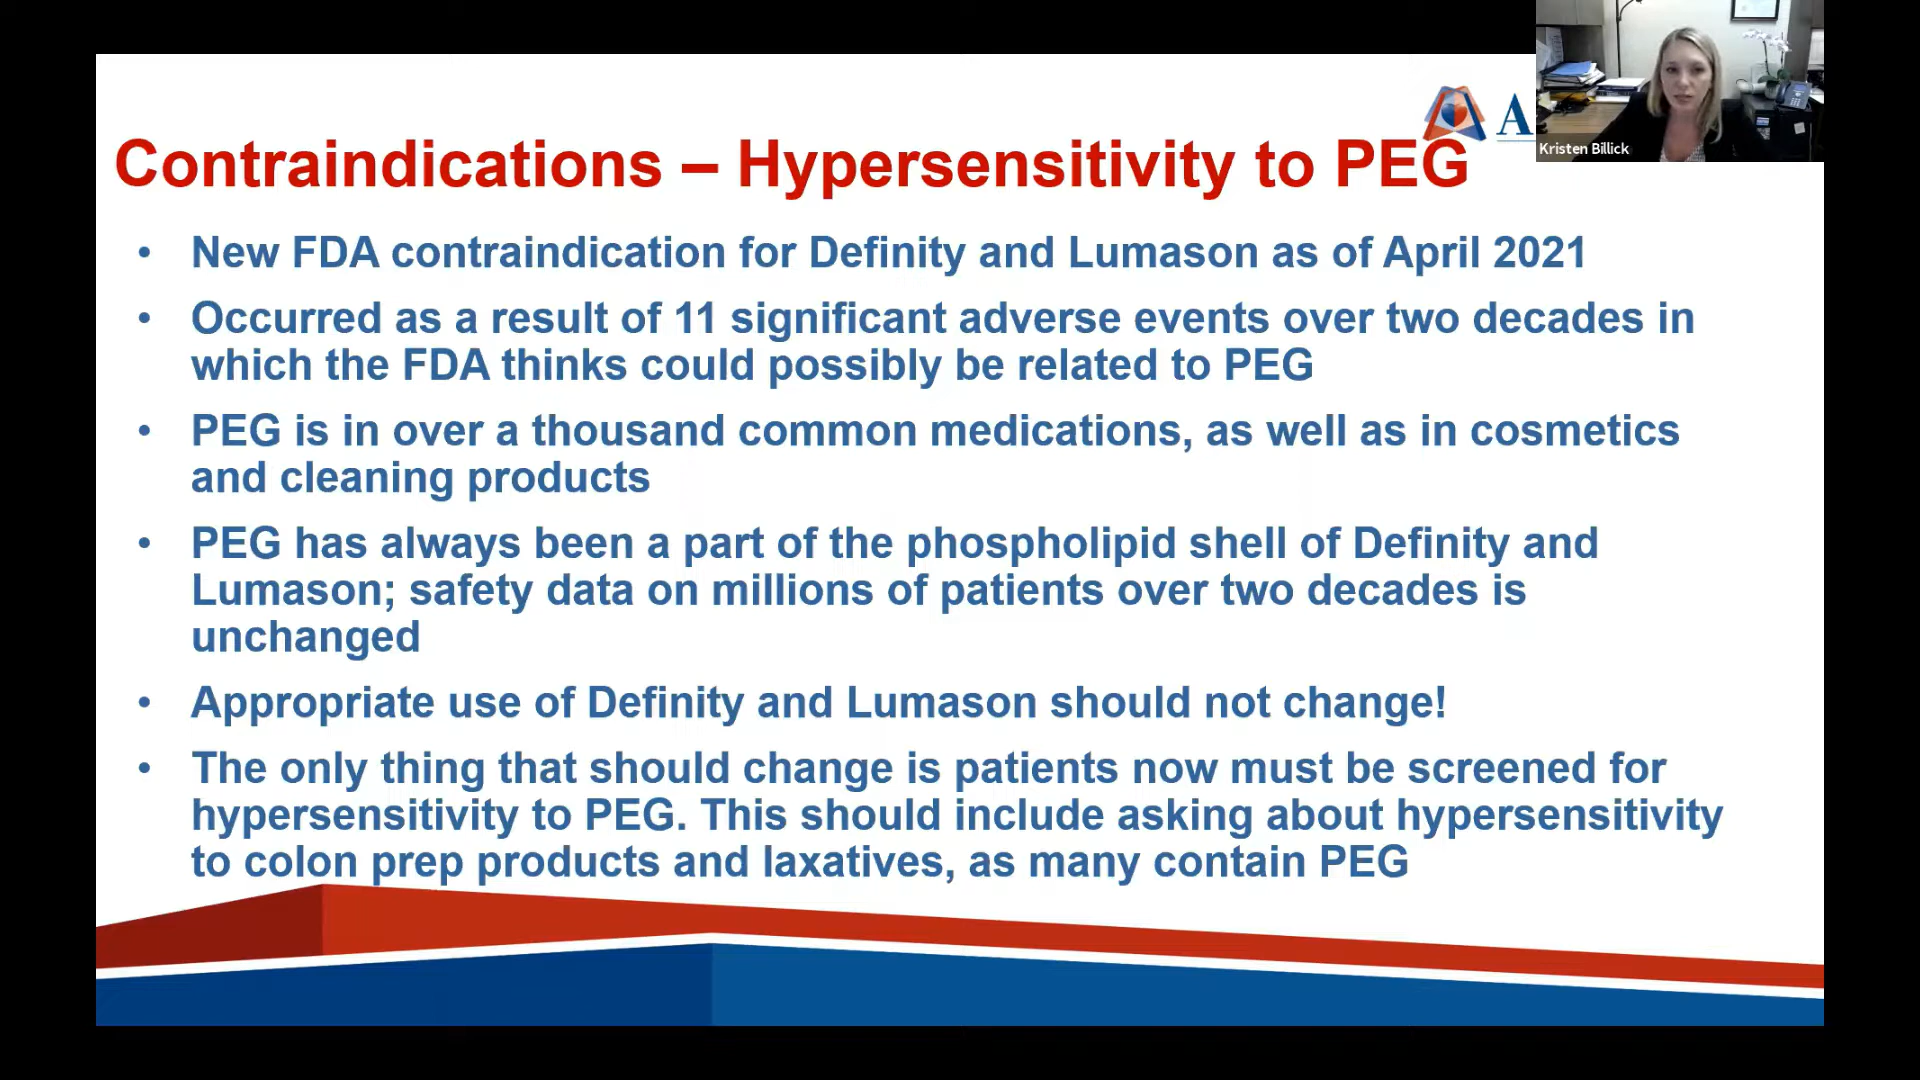 Contraindications – Hypersensitivity to PEG
A
Kristen Billick
• New FDA contraindication for Definity and Lumason as of April 2021
• Occurred as a result of 11 significant adverse events over two decades in
which the FDA thinks could possibly be related to PEG
• PEG is in over a thousand common medications, as well as in cosmetics
and cleaning products
• PEG has always been a part of the phospholipid shell of Definity and
Lumason; safety data on millions of patients over two decades is
unchanged
• Appropriate use of Definity and Lumason should not change!
• The only thing that should change is patients now must be screened for
hypersensitivity to PEG. This should include asking about hypersensitivity
to colon prep products and laxatives, as many contain PEG